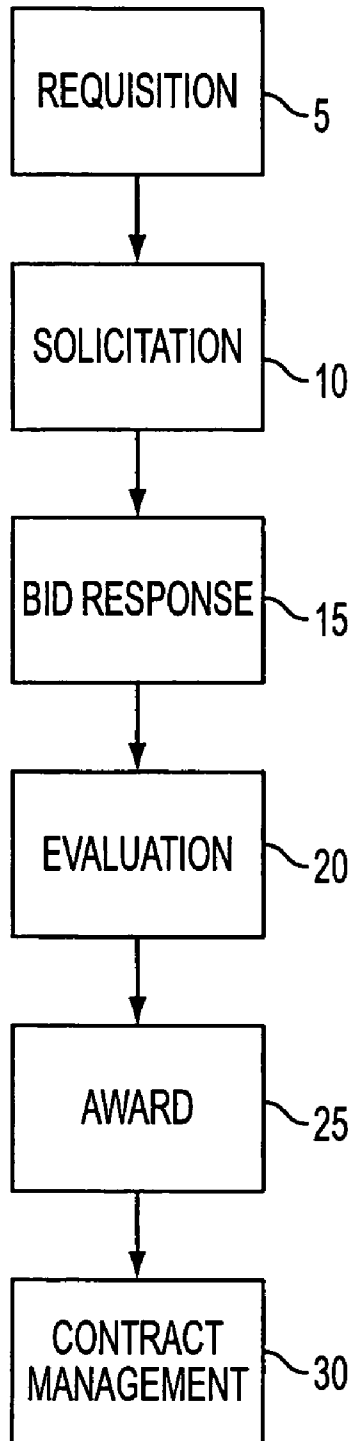 REQUISITION
5
SOLICITATION
10
BID RESPONSE
15
EVALUATION
20
AWARD
25
CONTRACT
MANAGEMENT
30